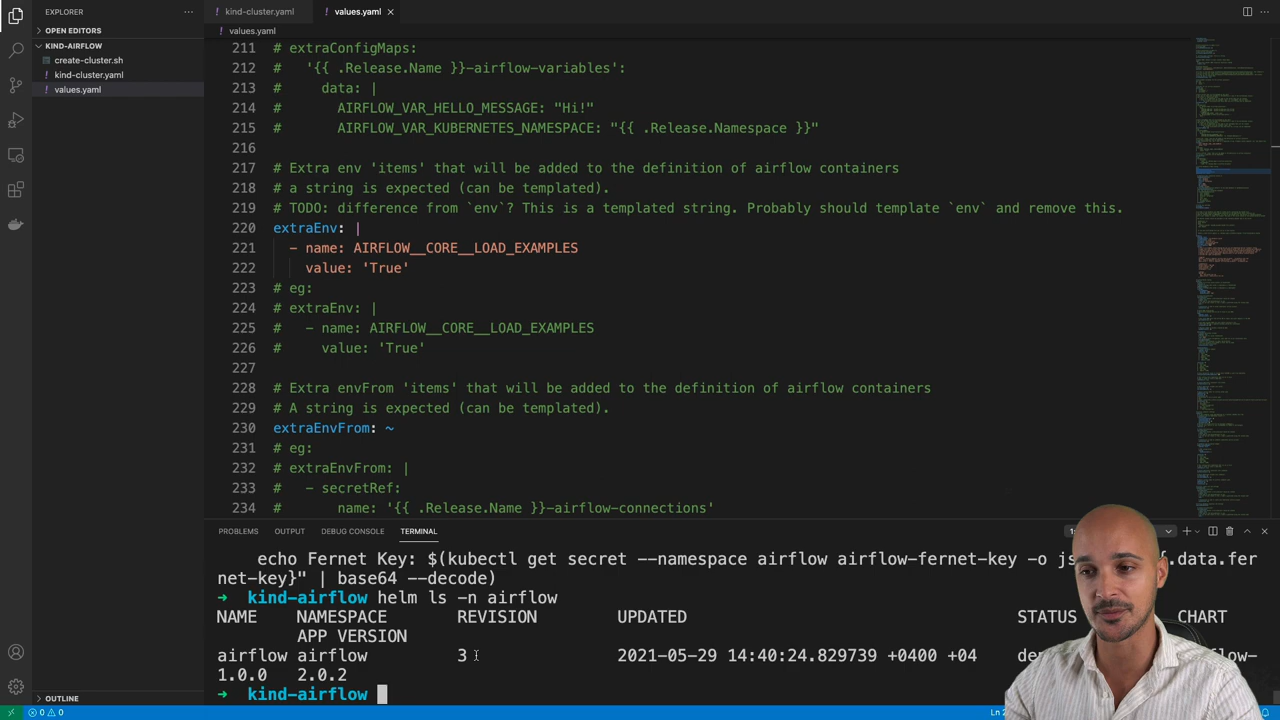 EXPLORER
OPEN EDITORS
KIND-AIRFLOW
create-cluster.sh
! kind-cluster.yaml
! values.yaml
OUTLINE
! kind-cluster.yaml
! values.yaml
! values.yaml
211 # extraConfigMaps:
212 #   '{{ .Release.Name }}-airflow-variables':
213 #     data: |
214 #       AIRFLOW_VAR_HELLO_MESSAGE: "Hi!"
215 #       AIRFLOW_VAR_KUBERNETES_NAMESPACE: "{{ .Release.Namespace }}"
216
217 # Extra env 'items' that will be added to the definition of airflow containers
218 # a string is expected (can be templated).
219 # TODO: difference from `env`? This is a templated string. Probably should template `env` and remove this.
220 extraEnv: |
221   - name: AIRFLOW__CORE__LOAD_EXAMPLES
222     value: 'True'
223 # eg:
224 # extraEnv: |
225 #   - name: AIRFLOW__CORE__LOAD_EXAMPLES
226 #     value: 'True'
227
228 # Extra envFrom 'items' that will be added to the definition of airflow containers
229 # A string is expected (can be templated).
230 extraEnvFrom: ~
231 # eg:
232 # extraEnvFrom: |
233 #   - secretRef:
234 #       name: '{{ .Release.Name }}-airflow-connections'
PROBLEMS OUTPUT DEBUG CONSOLE TERMINAL
echo Fernet Key: $(kubectl get secret --namespace airflow airflow-fernet-key -o {.data.fer
net-key}" | base64 --decode)
➜ kind-airflow helm ls -n airflow
NAME NAMESPACE REVISION UPDATED STATUS CHART
APP VERSION
airflow airflow 3 2021-05-29 14:40:24.829739 +0400 +04
1.0.0 2.0.2
➜ kind-airflow
0 0